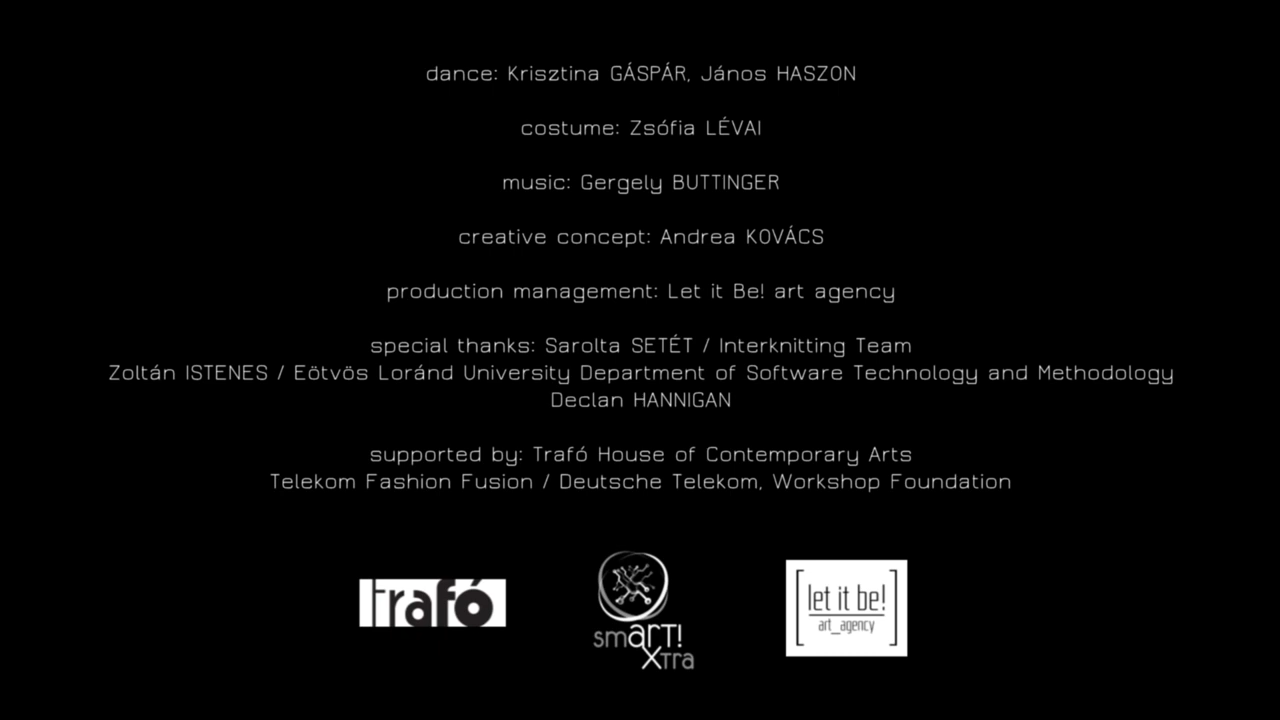 dance: Krisztina GÁSPÁR, János HASZON
costume: Zsófia LÉVAI
music: Gergely BUTTINGER
creative concept: Andrea KOVÁCS
production management: Let it Be! art agency
special thanks: Sarolta SETÉT / Interknitting Team
Zoltán ISTENES / Eötvös Loránd University Department of Software Technology and Methodology
Declan HANNIGAN
supported by: Trafó House of Contemporary Arts
Telekom Fashion Fusion / Deutsche Telekom, Workshop Foundation
trafó
smART!
Xtra
let it be!
art_agency